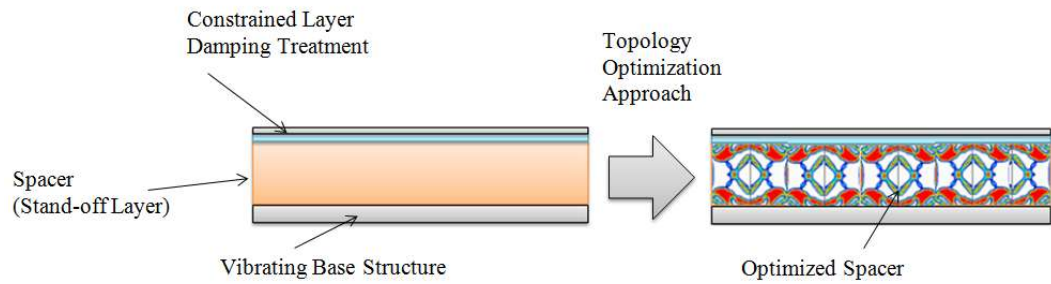 Constrained Layer
Damping Treatment
Topology
Optimization
Approach
Spacer
(Stand-off Layer)
Vibrating Base Structure
Optimized Spacer